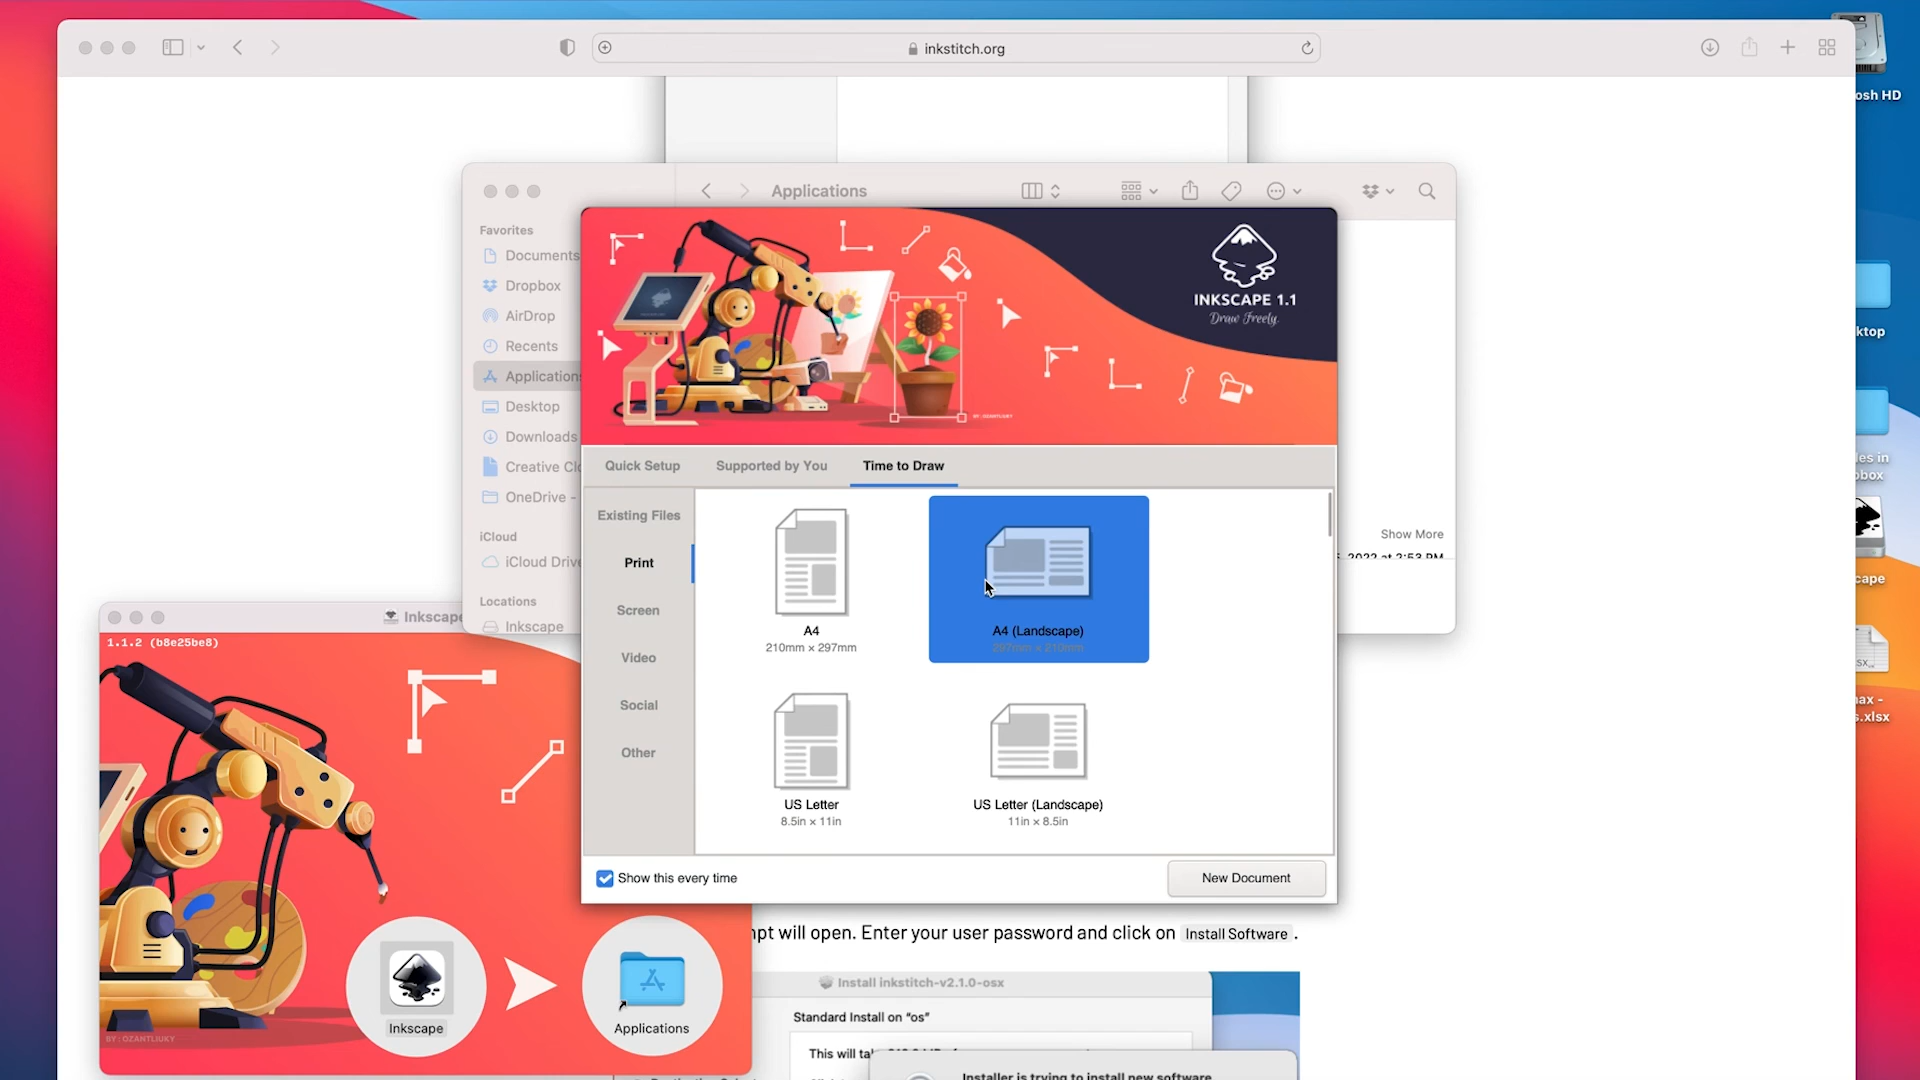 inkstitch.org
osh HD
Applications
Favorites
Documents
Dropbox
AirDrop
Recents
Applications
Desktop
Downloads
Creative Clo
OneDrive -
iCloud
iCloud Drive
Locations
Inkscape
Show More
2022 at 2:53 PM
INKSCAPE 1.1
Draw Freely.
BY: OZANTLIUKY
Quick Setup
Supported by You
Time to Draw
Existing Files
Print
Screen
Video
Social
Other
A4
210mm × 297mm
A4 (Landscape)
297mm × 210mm
US Letter
8.5in × 11in
US Letter (Landscape)
11in × 8.5in
Show this every time
New Document
Inkscape
1.1.2 (b8e25be8)
Inkscape
Applications
BY: OZANTLIUKY
pt will open. Enter your user password and click on Install Software.
Install inkstitch-v2.1.0-osx
Standard Install on "os"
This will
Installer is trying to install new software
ktop
les in
box
cape
ax -
s.xlsx